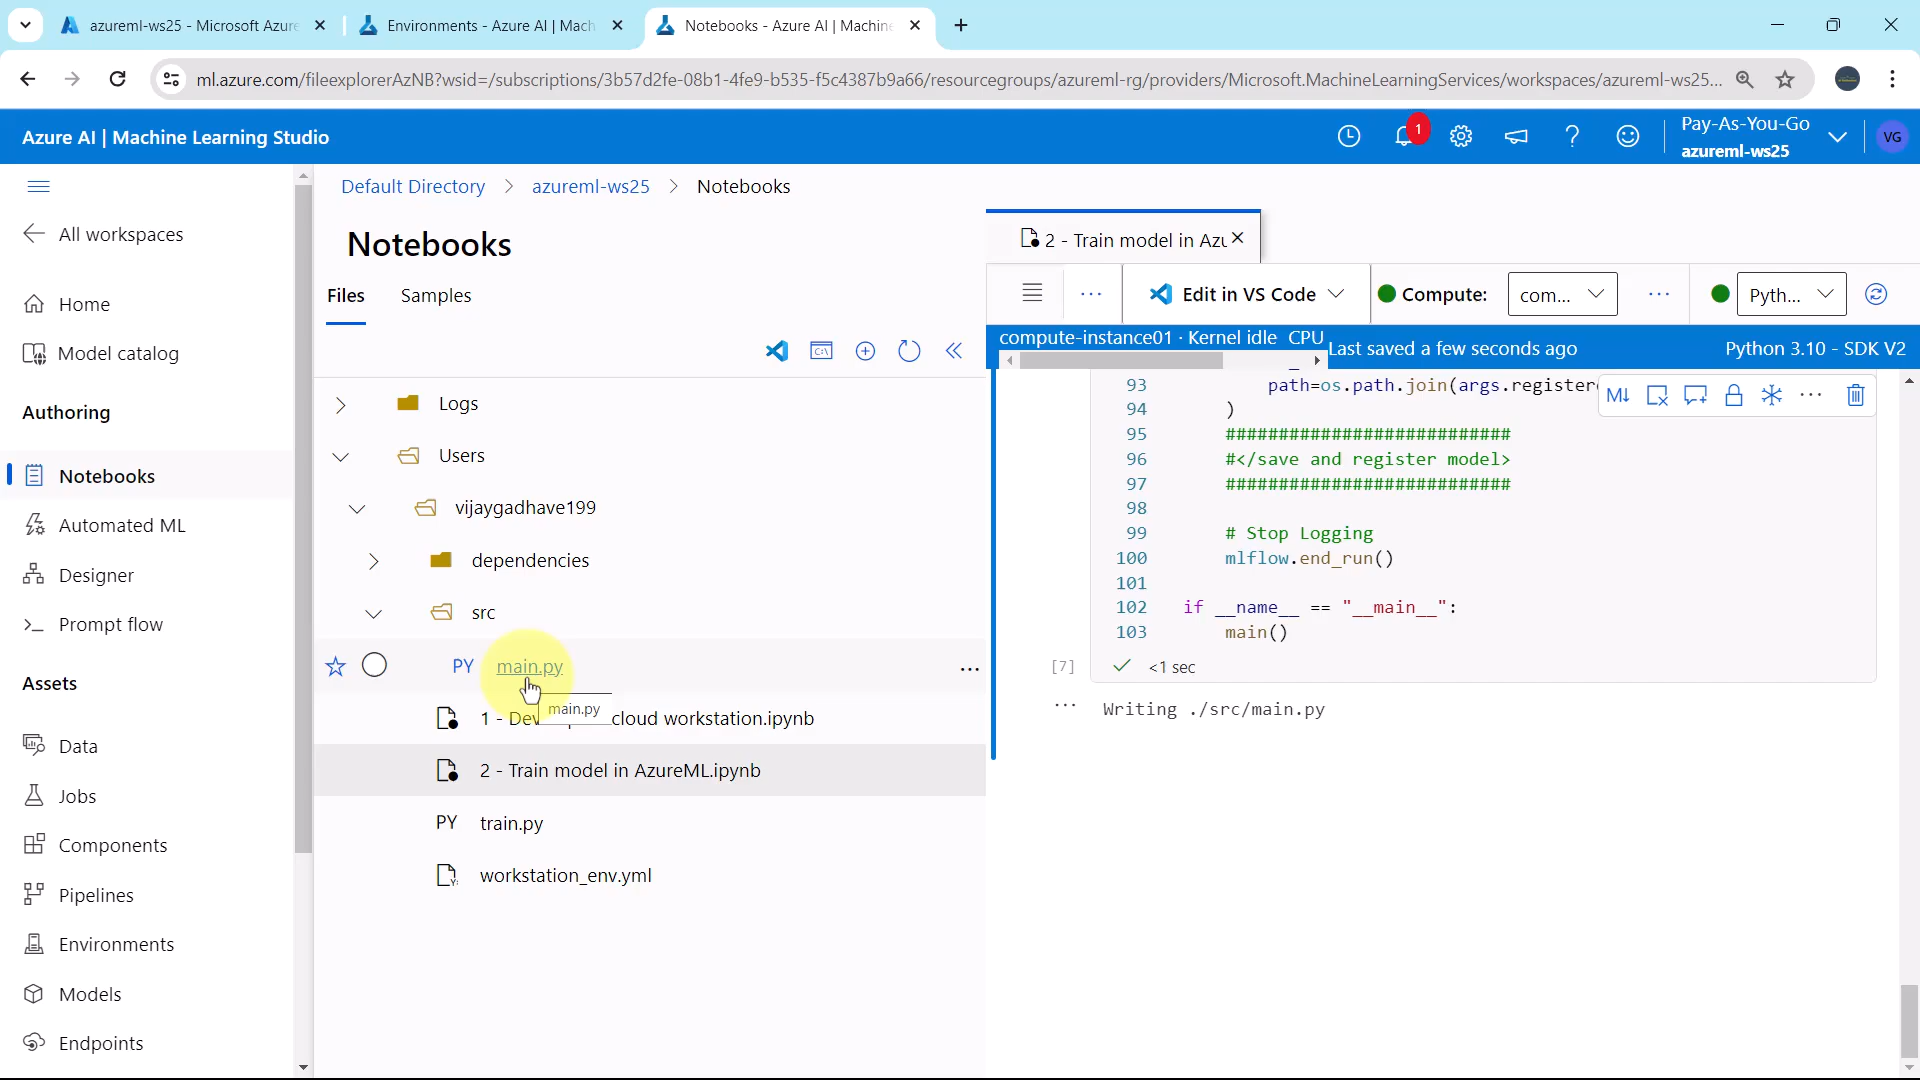 azureml-ws25 - Microsoft Azure
Environments - Azure AI | Mach
Notebooks - Azure AI | Machine
ml.azure.com/fileexplorerAzNB?wsid=/subscriptions/3b57d2fe-08b1-4fe9-b535-f5c4387b9a66/resourcegroups/azureml-rg/providers/Microsoft.MachineLearningServices/workspaces/azureml-ws25...
Azure AI | Machine Learning Studio
1
Pay-As-You-Go
azureml-ws25
VG
All workspaces
Home
Model catalog
Authoring
Notebooks
Automated ML
Designer
Prompt flow
Assets
Data
Jobs
Components
Pipelines
Environments
Models
Endpoints
Default Directory > azureml-ws25 > Notebooks
Notebooks
Files Samples
Logs
Users
vijaygadhave199
dependencies
src
PY main.py ...
main.py
1 - Dev cloud workstation.ipynb
2 - Train model in AzureML.ipynb
PY train.py
workstation_env.yml
2 - Train model in Azu
... Edit in VS Code Compute: com... ... Pyth...
compute-instance01 · Kernel idle CPU
Last saved a few seconds ago
Python 3.10 - SDK V2
93 path=os.path.join(args.register
94 )
95 ###########################
96 #</save and register model>
97 ###########################
98
99 # Stop Logging
100 mlflow.end_run()
101
102 if __name__ == "__main__":
103 main()
[7] <1 sec
... Writing ./src/main.py